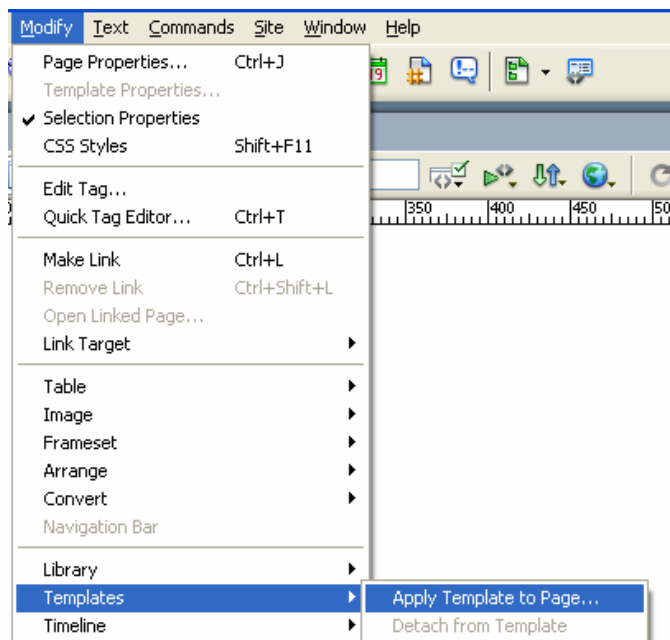 Modify Text Commands Site Window Help
Page Properties... Ctrl+J
Template Properties...
Selection Properties
CSS Styles Shift+F11
Edit Tag...
Quick Tag Editor... Ctrl+T
350 400 450 50
Make Link Ctrl+L
Remove Link Ctrl+Shift+L
Open Linked Page...
Link Target
Table
Image
Frameset
Arrange
Convert
Navigation Bar
Library
Templates Apply Template to Page...
Timeline Detach from Template